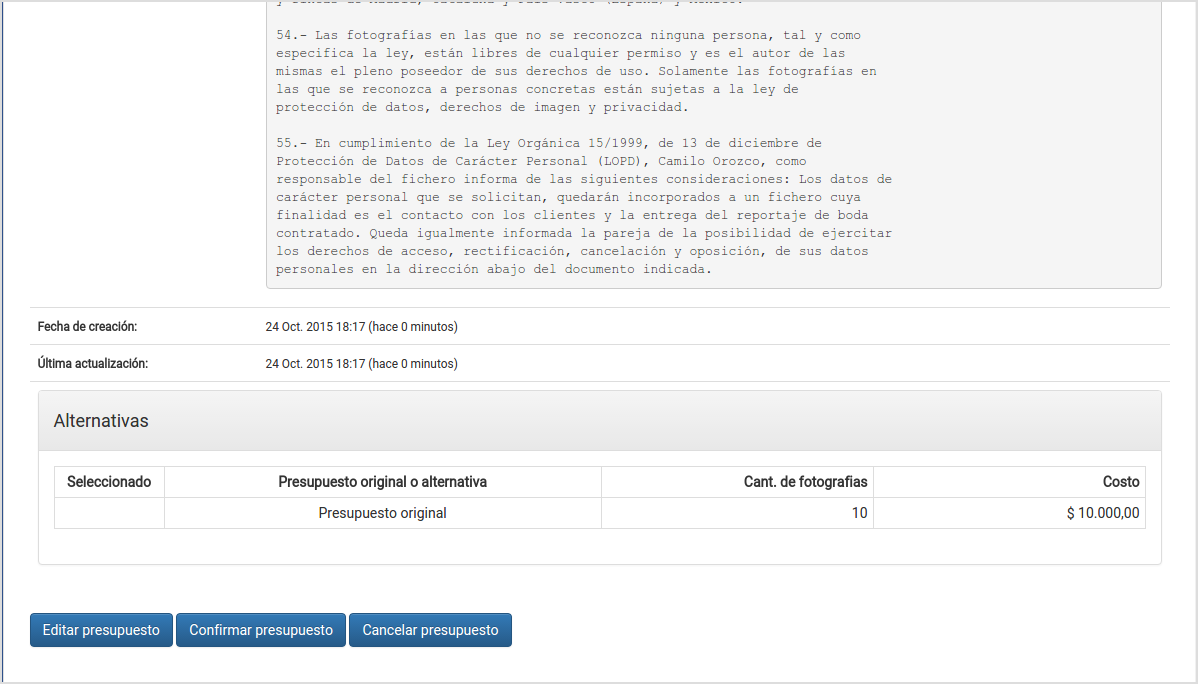 54.- Las fotografías en las que no se reconozca ninguna persona, tal y como
especifica la ley, están libres de cualquier permiso y es el autor de las
mismas el pleno poseedor de sus derechos de uso. Solamente las fotografías en
las que se reconozca a personas concretas están sujetas a la ley de
protección de datos, derechos de imagen y privacidad.
55.- En cumplimiento de la Ley Orgánica 15/1999, de 13 de diciembre de
Protección de Datos de Carácter Personal (LOPD), Camilo Orozco, como
responsable del fichero informa de las siguientes consideraciones: Los datos de
carácter personal que se solicitan, quedarán incorporados a un fichero cuya
finalidad es el contacto con los clientes y la entrega del reportaje de boda
contratado. Queda igualmente informada la pareja de la posibilidad de ejercitar
los derechos de acceso, rectificación, cancelación y oposición, de sus datos
personales en la dirección abajo del documento indicada.
Fecha de creación: 24 Oct. 2015 18:17 (hace 0 minutos)
Última actualización: 24 Oct. 2015 18:17 (hace 0 minutos)
Alternativas
Seleccionado Presupuesto original o alternativa Cant. de fotografias Costo
Presupuesto original 10 $ 10.000,00
Editar presupuesto Confirmar presupuesto Cancelar presupuesto